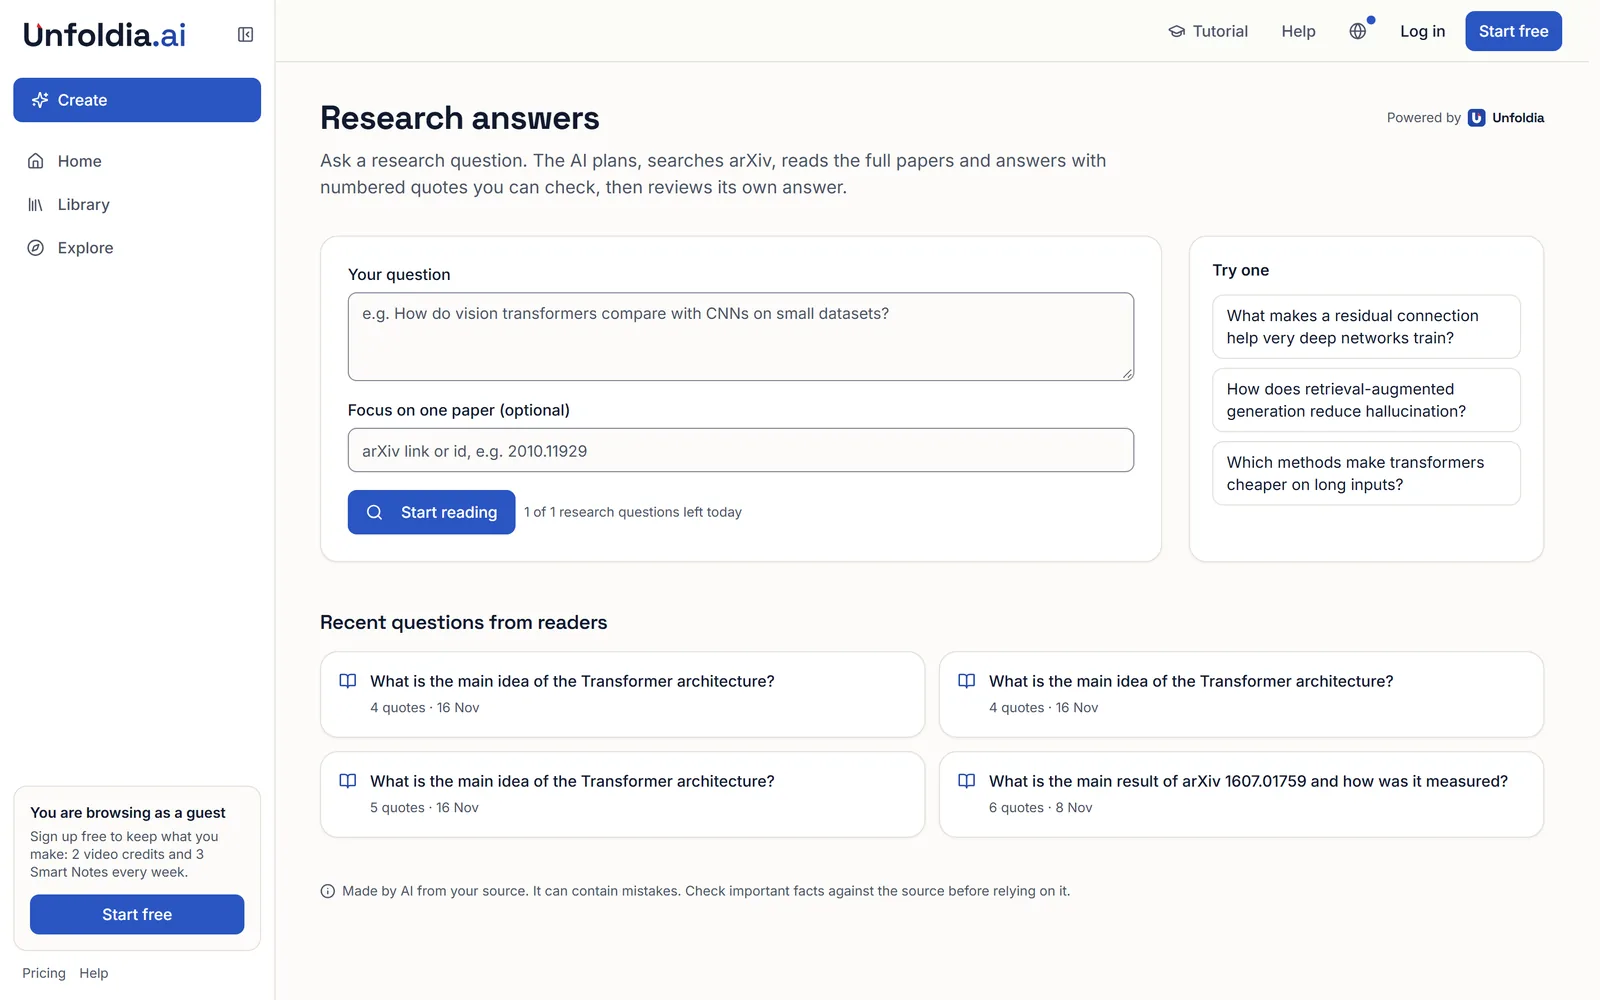 Unfoldia.ai
Create
Home
Library
Explore
You are browsing as a guest
Sign up free to keep what you
make: 2 video credits and 3
Smart Notes every week.
Start free
Pricing Help
Tutorial Help Log in Start free
Research answers
Powered by Unfoldia
Ask a research question. The AI plans, searches arXiv, reads the full papers and answers with
numbered quotes you can check, then reviews its own answer.
Your question
e.g. How do vision transformers compare with CNNs on small datasets?
Focus on one paper (optional)
arXiv link or id, e.g. 2010.11929
Start reading 1 of 1 research questions left today
Try one
What makes a residual connection
help very deep networks train?
How does retrieval-augmented
generation reduce hallucination?
Which methods make transformers
cheaper on long inputs?
Recent questions from readers
What is the main idea of the Transformer architecture?
4 quotes · 16 Nov
What is the main idea of the Transformer architecture?
4 quotes · 16 Nov
What is the main idea of the Transformer architecture?
5 quotes · 16 Nov
What is the main result of arXiv 1607.01759 and how was it measured?
6 quotes · 8 Nov
Made by AI from your source. It can contain mistakes. Check important facts against the source before relying on it.